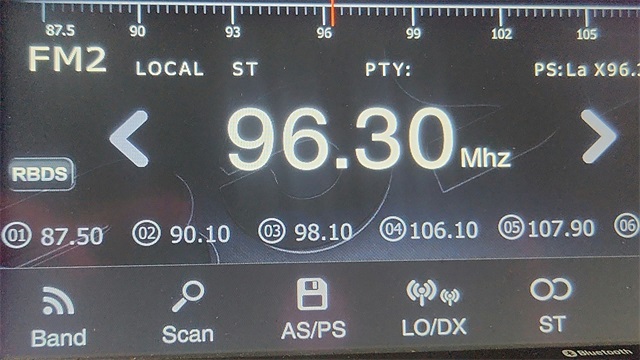 87.5 90 93 96 99 102 105
FM2 LOCAL ST PTY: PS:La X96.
96.30 Mhz
RBDS
01 87.50 02 90.10 03 98.10 04 106.10 05 107.90 06
Band Scan AS/PS LO/DX ST
Bluetooth